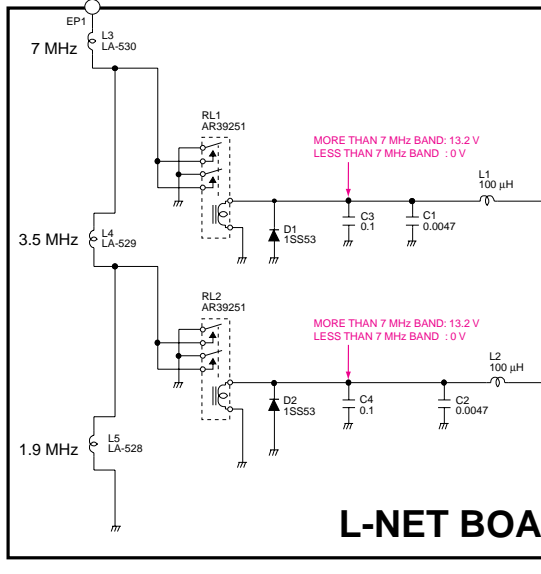 EP1
L3
LA-530
7 MHz
RL1
AR39251
MORE THAN 7 MHz BAND: 13.2 V
LESS THAN 7 MHz BAND : 0 V
L1
100 µH
D1
1SS53
C3
0.1
C1
0.0047
3.5 MHz
L4
LA-529
RL2
AR39251
MORE THAN 7 MHz BAND: 13.2 V
LESS THAN 7 MHz BAND : 0 V
L2
100 µH
D2
1SS53
C4
0.1
C2
0.0047
1.9 MHz
L5
LA-528
L-NET BOA